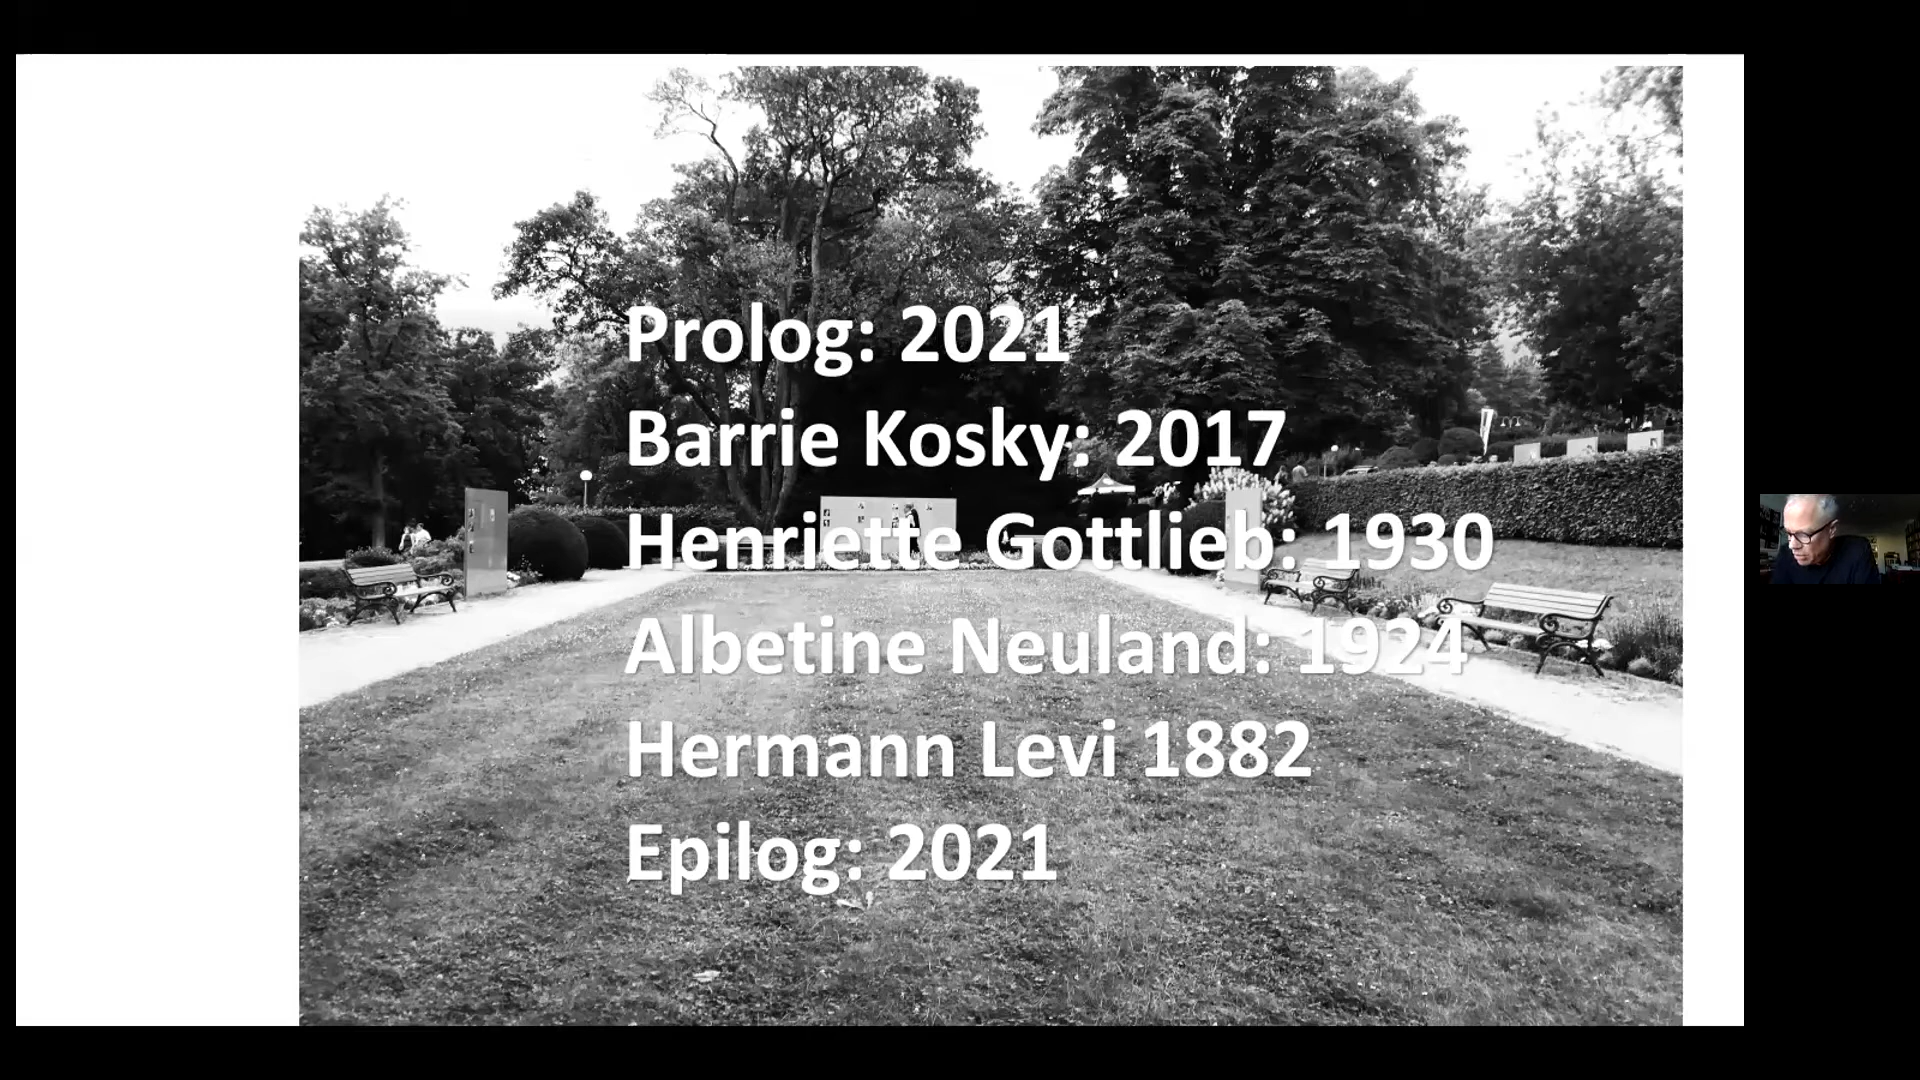 Prolog: 2021
Barrie Kosky: 2017
Henriette Gottlieb: 1930
Albetine Neuland: 1924
Hermann Levi 1882
Epilog: 2021